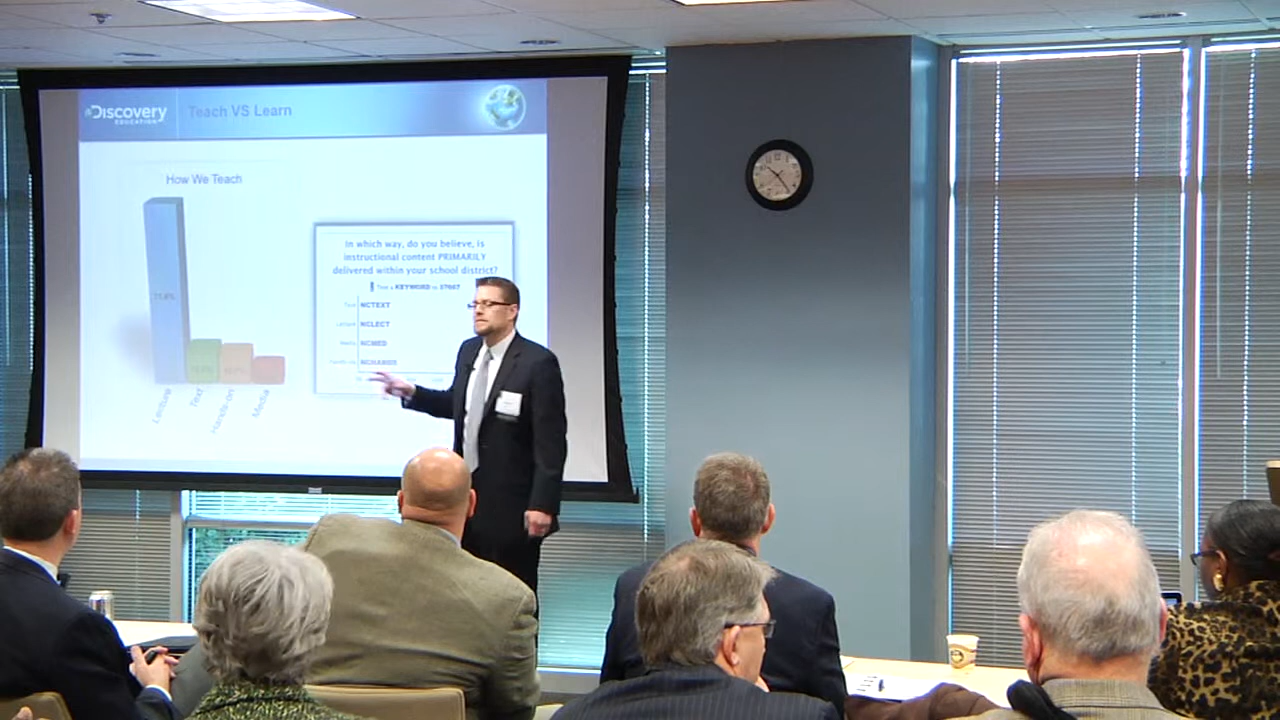 Discovery
EDUCATION
Teach VS Learn
How We Teach
In which way, do you believe, is
instructional content PRIMARILY
delivered within your school district?
Text a KEYWORD to 37607
Text NCTEXT
Lecture NCLECT
Media NCMED
NCHANDS
Lecture
Text
Hands-on
Media